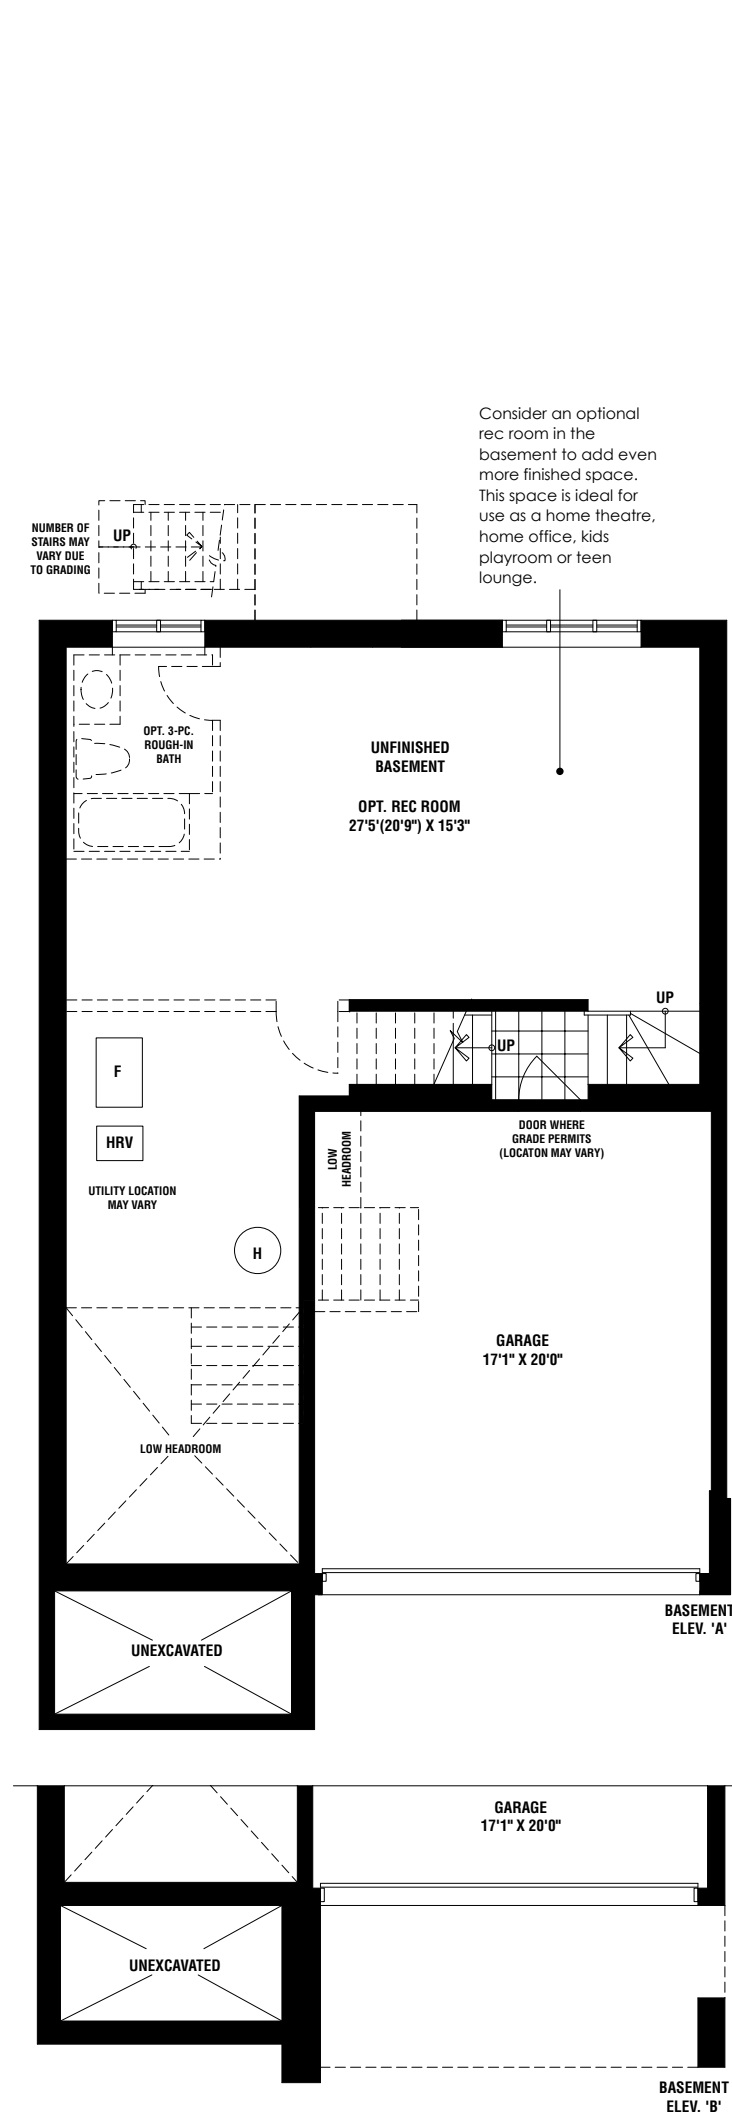 Consider an optional
rec room in the
basement to add even
more finished space.
This space is ideal for
use as a home theatre,
home office, kids
playroom or teen
lounge.
NUMBER OF
STAIRS MAY
VARY DUE
TO GRADING
UP
OPT. 3-PC.
ROUGH-IN
BATH
UNFINISHED
BASEMENT
OPT. REC ROOM
27'5'(20'9") X 15'3"
UP
UP
F
HRV
UTILITY LOCATION
MAY VARY
H
LOW
HEADROOM
DOOR WHERE
GRADE PERMITS
(LOCATON MAY VARY)
GARAGE
17'1" X 20'0"
LOW HEADROOM
UNEXCAVATED
BASEMENT
ELEV. 'A'
GARAGE
17'1" X 20'0"
UNEXCAVATED
BASEMENT
ELEV. 'B'